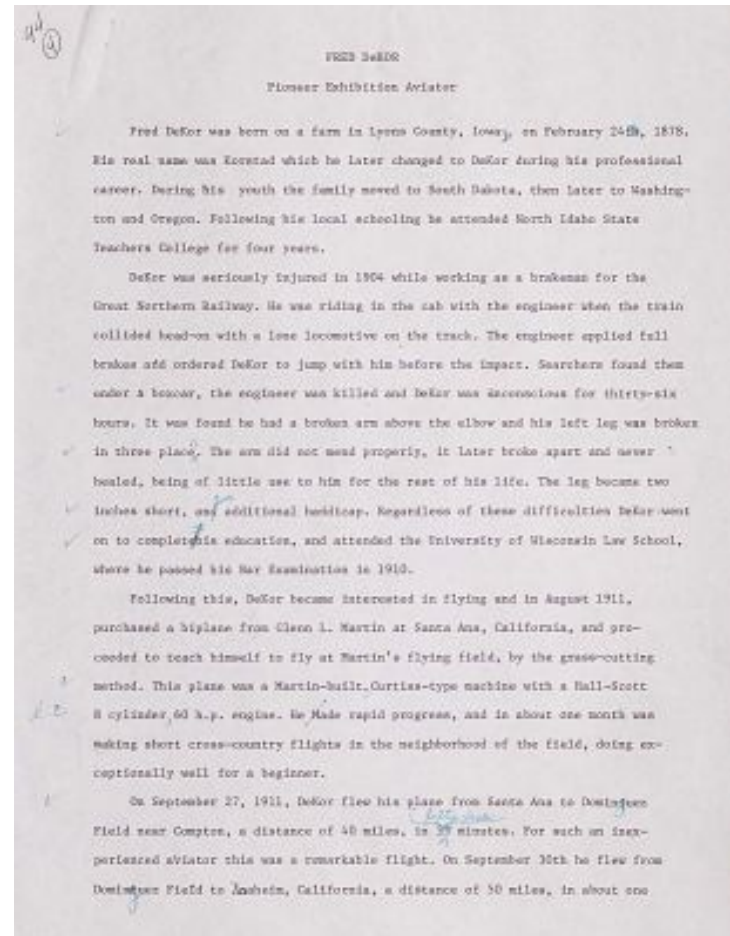 FRED DeKOR
Pioneer Exhibition Aviator
Fred DeKor was born on a farm in Lyons County, Iowa, on February 24th, 1878.
His real name was Korstad which he later changed to DeKor during his professional
career. During his youth the family moved to South Dakota, then later to Washing-
ton and Oregon. Following his local schooling he attended North Idaho State
Teachers College for four years.
DeKor was seriously injured in 1904 while working as a brakeman for the
Great Northern Railway. He was riding in the cab with the engineer when the train
collided head-on with a lone locomotive on the track. The engineer applied full
brakes and ordered DeKor to jump with him before the impact. Searchers found them
under a boxcar, the engineer was killed and DeKor was unconscious for thirty-six
hours. It was found he had a broken arm above the elbow and his left leg was broken
in three place. The arm did not mend properly, it later broke apart and never
healed, being of little use to him for the rest of his life. The leg became two
inches short, and additional handicap. Regardless of these difficulties DeKor went
on to complete his education, and attended the University of Wisconsin Law School,
where he passed his Bar Examination in 1910.
Following this, DeKor became interested in flying and in August 1911,
purchased a biplane from Glenn L. Martin at Santa Ana, California, and pro-
ceeded to teach himself to fly at Martin's flying field, by the grass-cutting
method. This plane was a Martin-built, Curtiss-type machine with a Hall-Scott
8 cylinder, 60 h.p. engine. He Made rapid progress, and in about one month was
making short cross-country flights in the neighborhood of the field, doing ex-
ceptionally well for a beginner.
On September 27, 1911, DeKor flew his plane from Santa Ana to Dominguez
Field near Compton, a distance of 40 miles, in minutes. For such an inex-
perienced aviator this was a remarkable flight. On September 30th he flew from
Dominguez Field to Anaheim, California, a distance of 50 miles, in about one